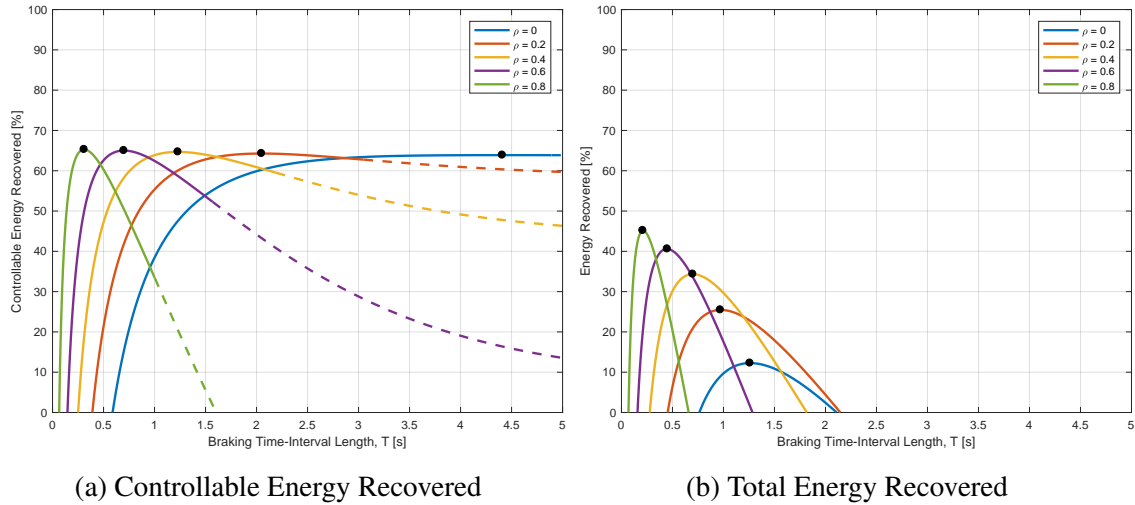 100
90
80
70
60
50
40
30
20
10
0
Controllable Energy Recovered [%]
ρ = 0
ρ = 0.2
ρ = 0.4
ρ = 0.6
ρ = 0.8
0 0.5 1 1.5 2 2.5 3 3.5 4 4.5 5
Braking Time-Interval Length, T [s]
(a) Controllable Energy Recovered
100
90
80
70
60
50
40
30
20
10
0
Energy Recovered [%]
ρ = 0
ρ = 0.2
ρ = 0.4
ρ = 0.6
ρ = 0.8
0 0.5 1 1.5 2 2.5 3 3.5 4 4.5 5
Braking Time-Interval Length, T [s]
(b) Total Energy Recovered